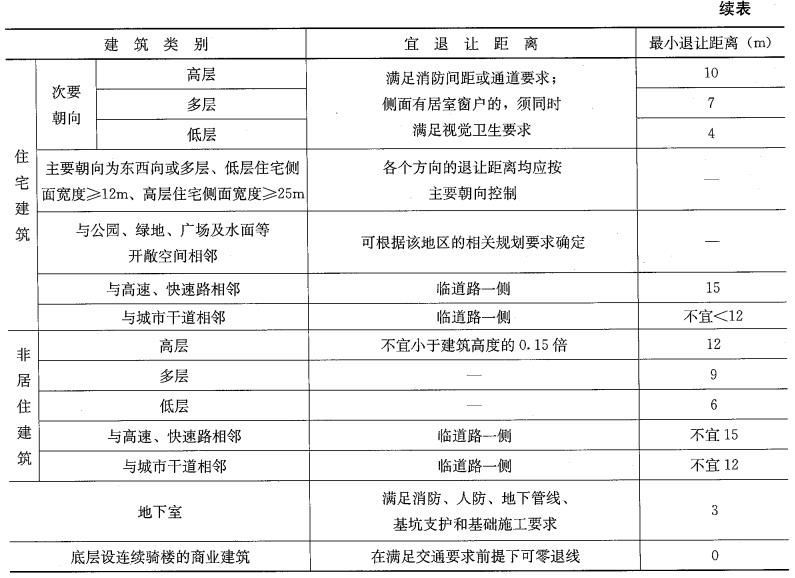 续表
建筑类别 宜退让距离 最小退让距离（m）
住宅建筑
次要朝向
高层 10
多层 7
低层 4
满足消防间距或通道要求；
侧面有居室窗户的，须同时
满足视觉卫生要求
主要朝向为东西向或多层、低层住宅侧
面宽度≥12m、高层住宅侧面宽度≥25m
各个方向的退让距离均应按
主要朝向控制
—
与公园、绿地、广场及水面等
开敞空间相邻
可根据该地区的相关规划要求确定
—
与高速、快速路相邻 临道路一侧 15
与城市干道相邻 临道路一侧 不宜＜12
非居住建筑
高层 不宜小于建筑高度的0.15倍 12
多层 — 9
低层 — 6
与高速、快速路相邻 临道路一侧 不宜15
与城市干道相邻 临道路一侧 不宜12
地下室
满足消防、人防、地下管线、
基坑支护和基础施工要求
3
底层设连续骑楼的商业建筑 在满足交通要求前提下可零退线 0